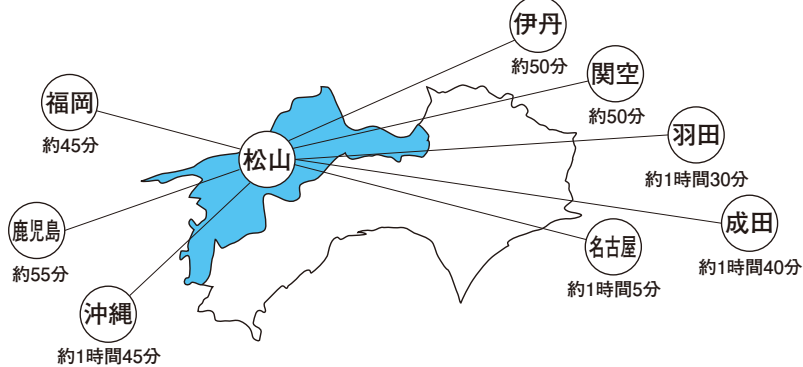 伊丹
約50分
関空
約50分
福岡
約45分
羽田
約1時間30分
松山
成田
約1時間40分
鹿児島
約55分
名古屋
約1時間5分
沖縄
約1時間45分